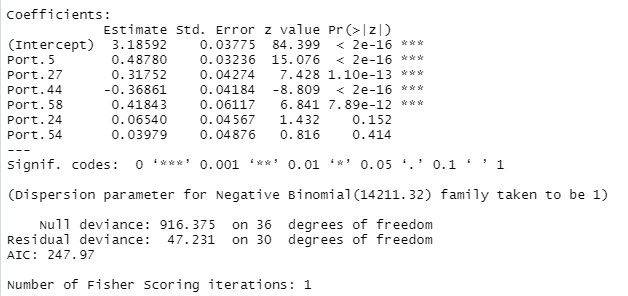 Coefficients:
            Estimate Std. Error z value Pr(>|z|)
(Intercept)  3.18592    0.03775  84.399  < 2e-16 ***
Port.5       0.48780    0.03236  15.076  < 2e-16 ***
Port.27      0.31752    0.04274   7.428 1.10e-13 ***
Port.44     -0.36861    0.04184  -8.809  < 2e-16 ***
Port.58      0.41843    0.06117   6.841 7.89e-12 ***
Port.24      0.06540    0.04567   1.432    0.152
Port.54      0.03979    0.04876   0.816    0.414
---
Signif. codes:  0 ‘***’ 0.001 ‘**’ 0.01 ‘*’ 0.05 ‘.’ 0.1 ‘ ’ 1
(Dispersion parameter for Negative Binomial(14211.32) family taken to be 1)
    Null deviance: 916.375  on 36  degrees of freedom
Residual deviance:  47.231  on 30  degrees of freedom
AIC: 247.97
Number of Fisher Scoring iterations: 1